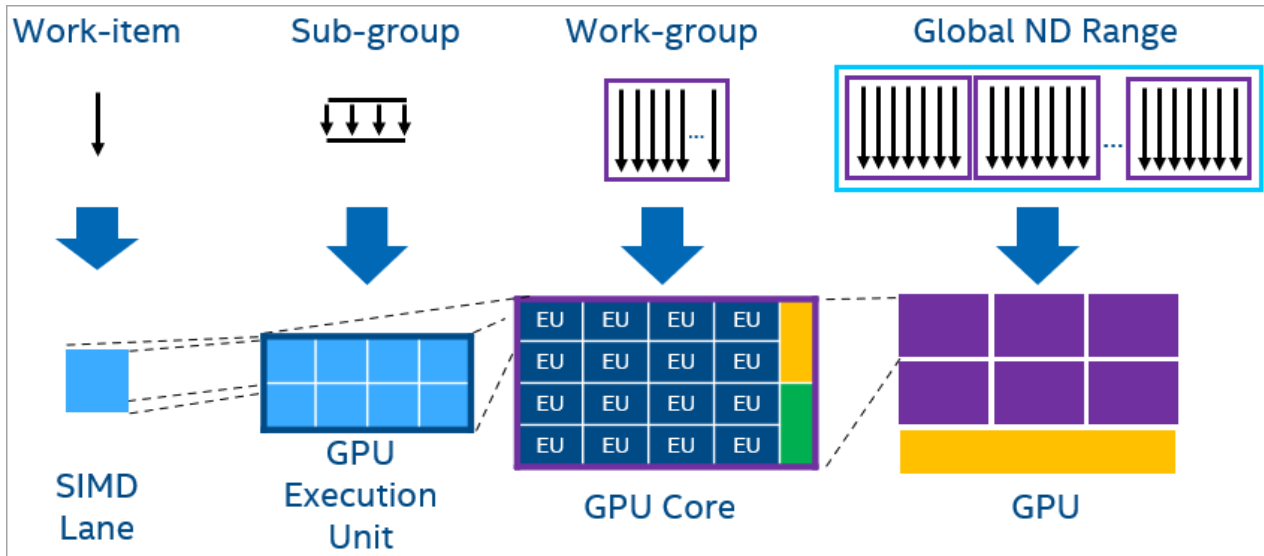 Work-item
Sub-group
Work-group
Global ND Range
...
...
EU EU EU EU
EU EU EU EU
EU EU EU EU
EU EU EU EU
SIMD
Lane
GPU
Execution
Unit
GPU Core
GPU